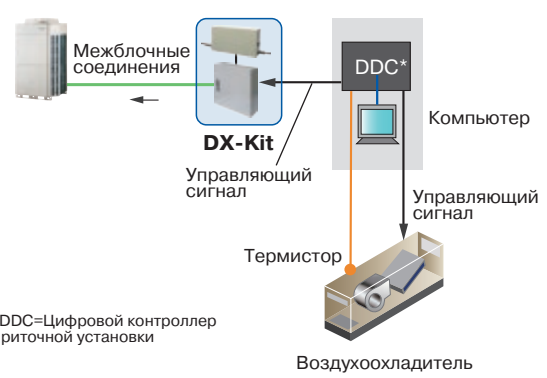 Межблочные
соединения
DDC*
DX-Kit
Компьютер
Управляющий
сигнал
Управляющий
сигнал
Термистор
DDC=Цифровой контроллер
риточной установки
Воздухоохладитель